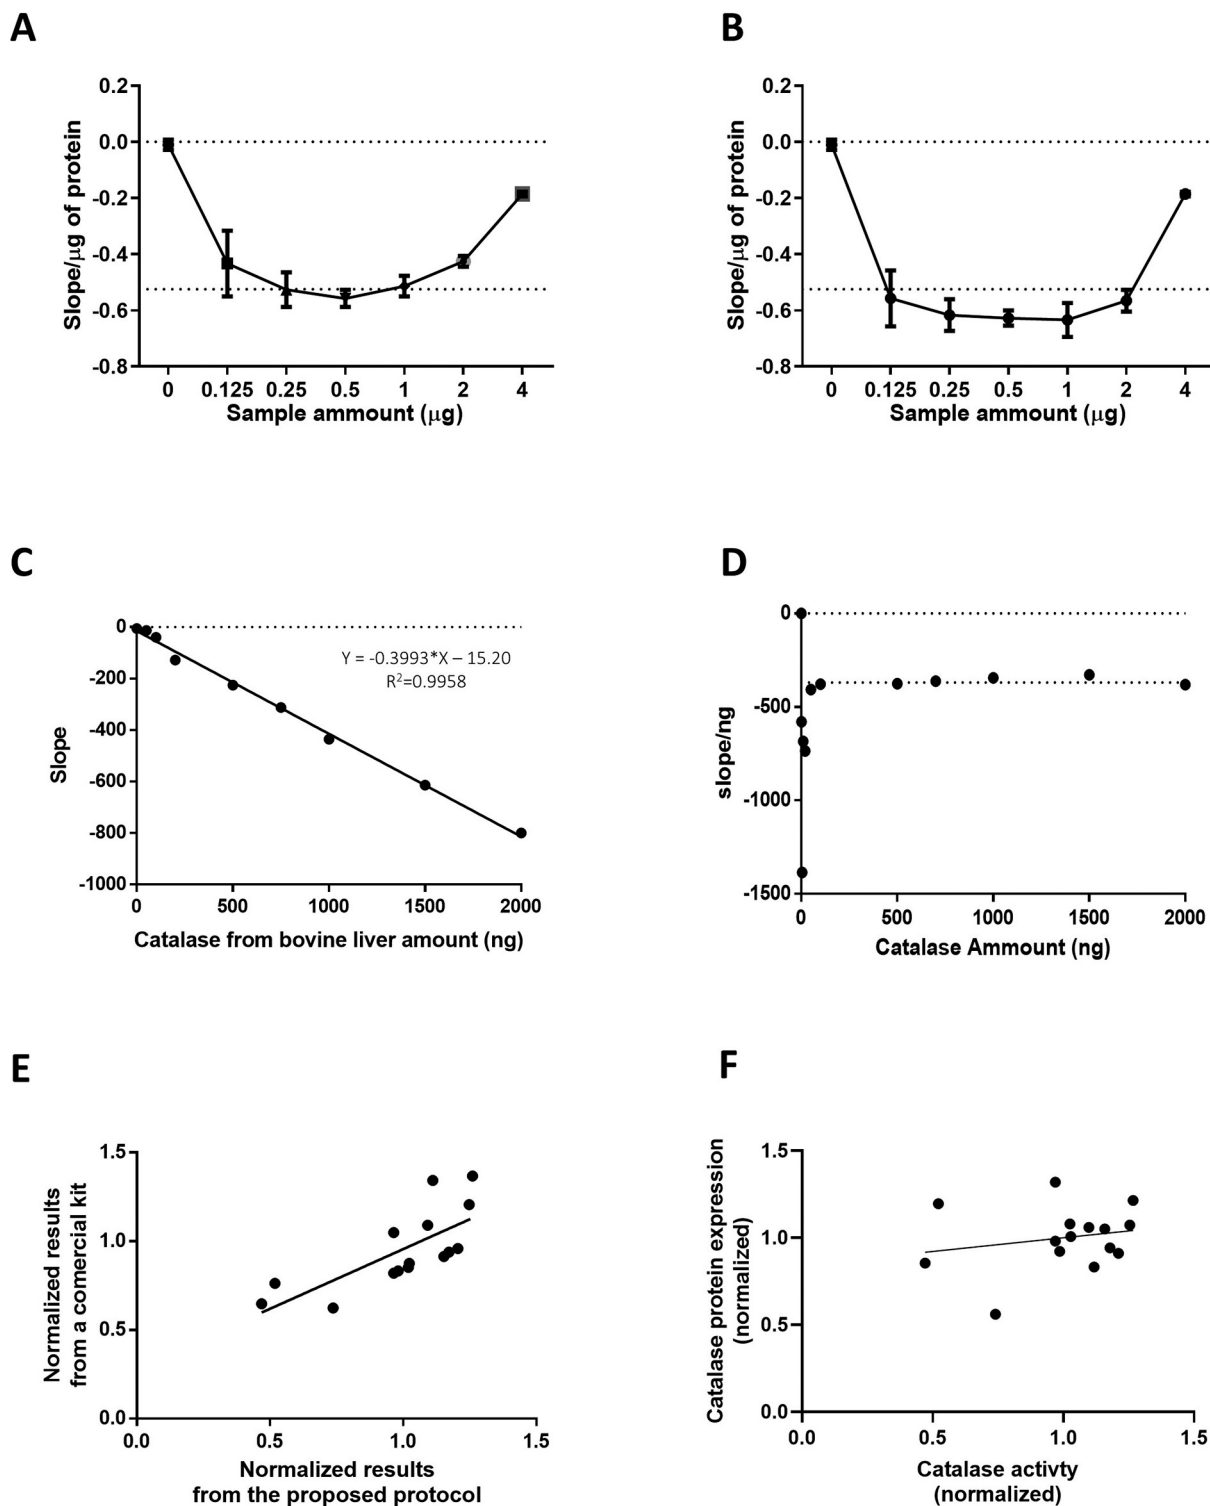 A
0.2
0.0
-0.2
-0.4
-0.6
-0.8
Slope/μg of protein
0 0.125 0.25 0.5 1 2 4
Sample ammount (μg)
B
0.2
0.0
-0.2
-0.4
-0.6
-0.8
Slope/μg of protein
0 0.125 0.25 0.5 1 2 4
Sample ammount (μg)
C
0
-200
-400
-600
-800
-1000
Slope
Y = -0.3993*X – 15.20
R²=0.9958
0 500 1000 1500 2000
Catalase from bovine liver amount (ng)
D
0
-500
-1000
-1500
slope/ng
0 500 1000 1500 2000
Catalase Ammount (ng)
E
1.5
1.0
0.5
0.0
Normalized results
from a comercial kit
0.0 0.5 1.0 1.5
Normalized results
from the proposed protocol
F
1.5
1.0
0.5
0.0
Catalase protein expression
(normalized)
0.0 0.5 1.0 1.5
Catalase activty
(normalized)